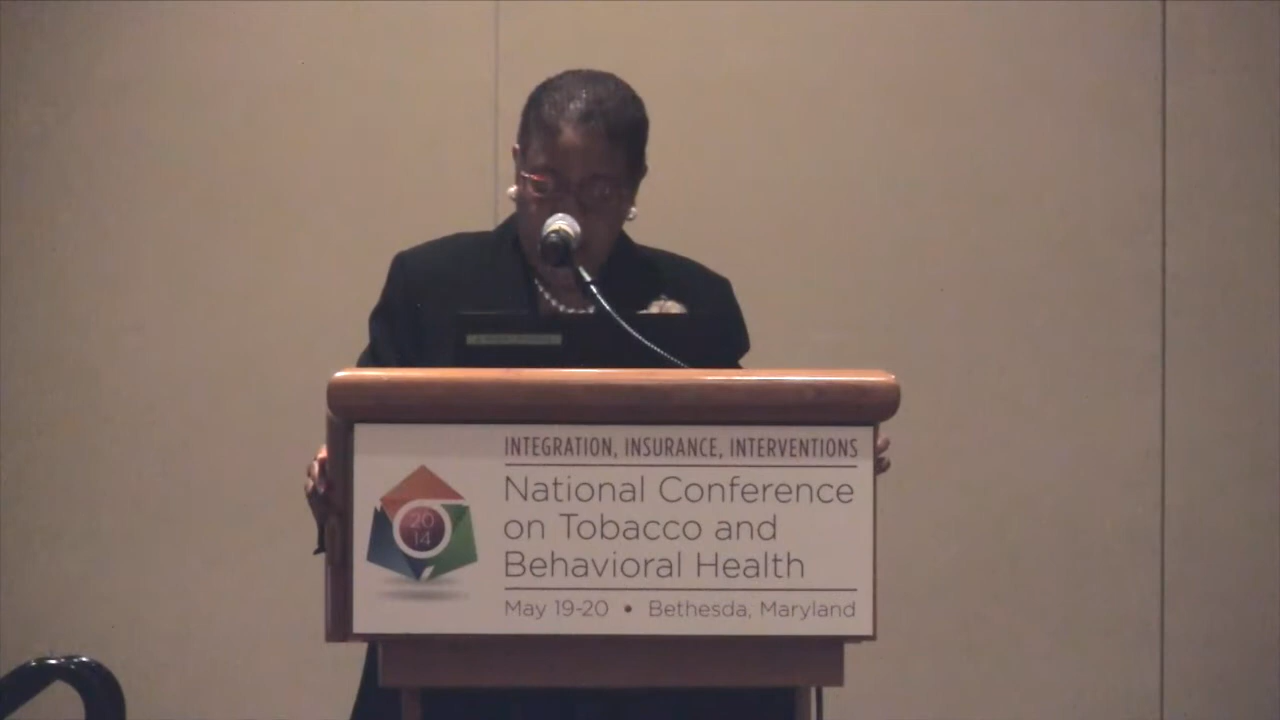 INTEGRATION, INSURANCE, INTERVENTIONS
National Conference
on Tobacco and
Behavioral Health
May 19-20 • Bethesda, Maryland
20
14